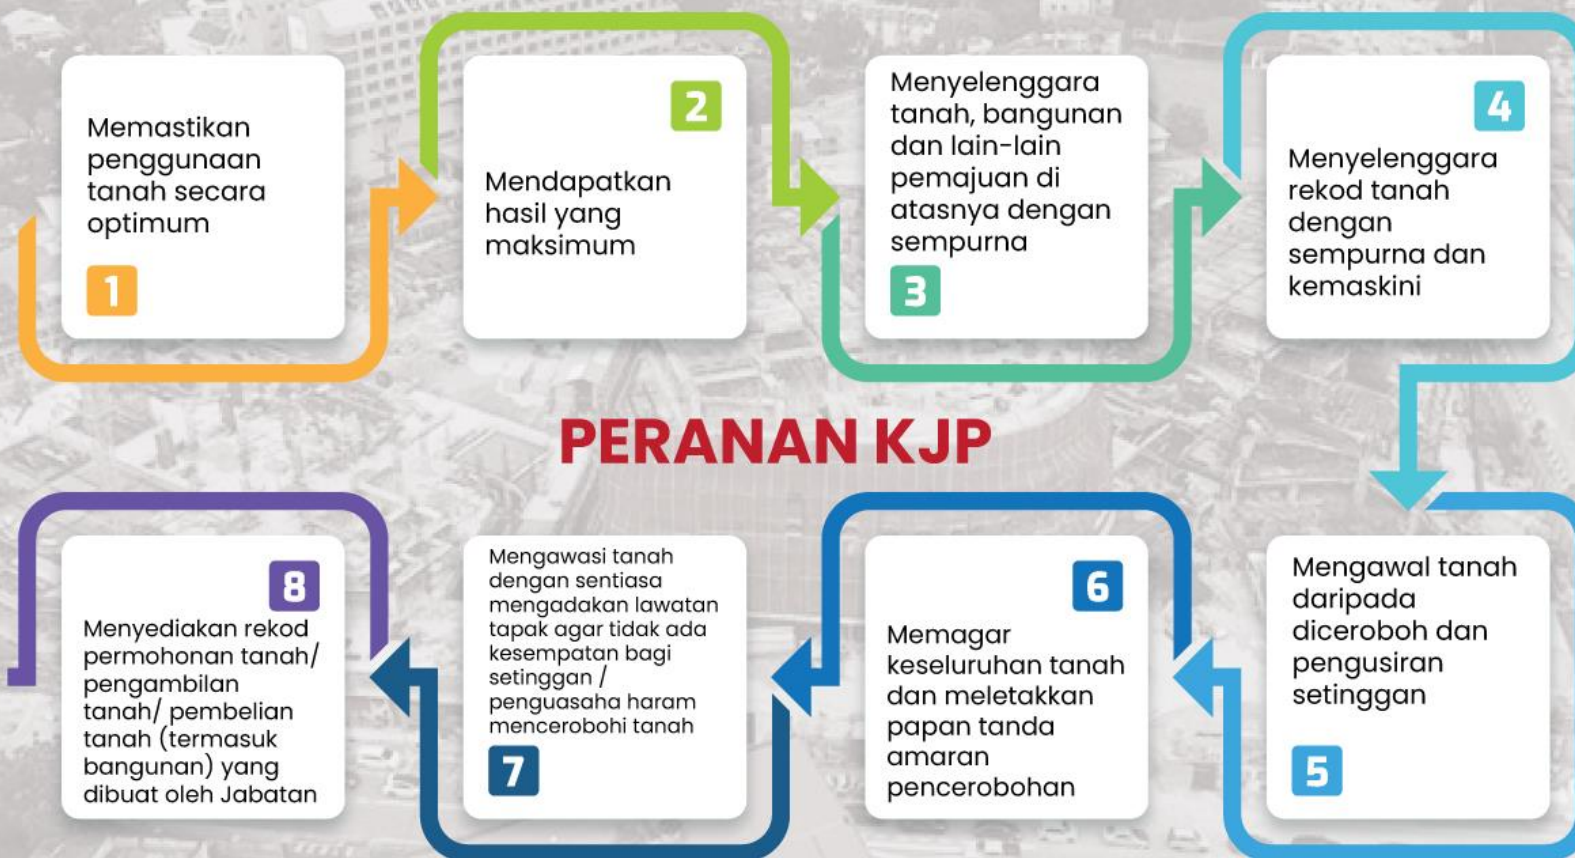 Memastikan
penggunaan
tanah secara
optimum
1
2
Mendapatkan
hasil yang
maksimum
Menyelenggara
tanah, bangunan
dan lain-lain
pemajuan di
atasnya dengan
sempurna
3
4
Menyelenggara
rekod tanah
dengan
sempurna dan
kemaskini
PERANAN KJP
Mengawal tanah
daripada
diceroboh dan
pengusiran
setinggan
5
6
Memagar
keseluruhan tanah
dan meletakkan
papan tanda
amaran
pencerobohan
Mengawasi tanah
dengan sentiasa
mengadakan lawatan
tapak agar tidak ada
kesempatan bagi
setinggan /
penguasaha haram
mencerobohi tanah
7
8
Menyediakan rekod
permohonan tanah/
pengambilan
tanah/ pembelian
tanah (termasuk
bangunan) yang
dibuat oleh Jabatan